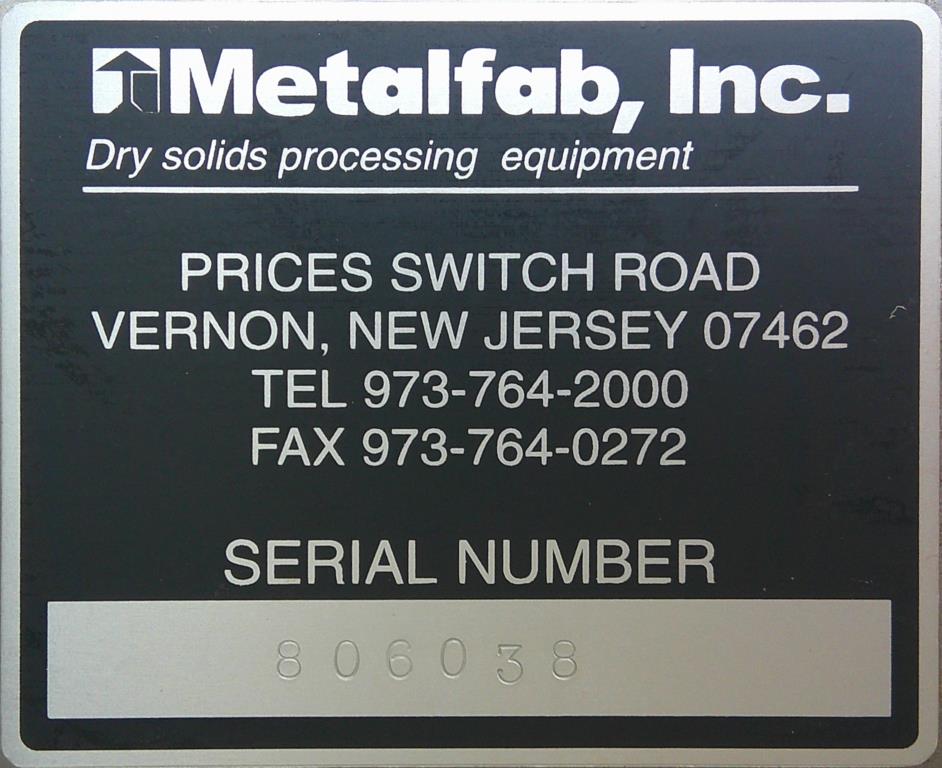 Metalfab, Inc.
Dry solids processing equipment
PRICES SWITCH ROAD
VERNON, NEW JERSEY 07462
TEL 973-764-2000
FAX 973-764-0272
SERIAL NUMBER
806038